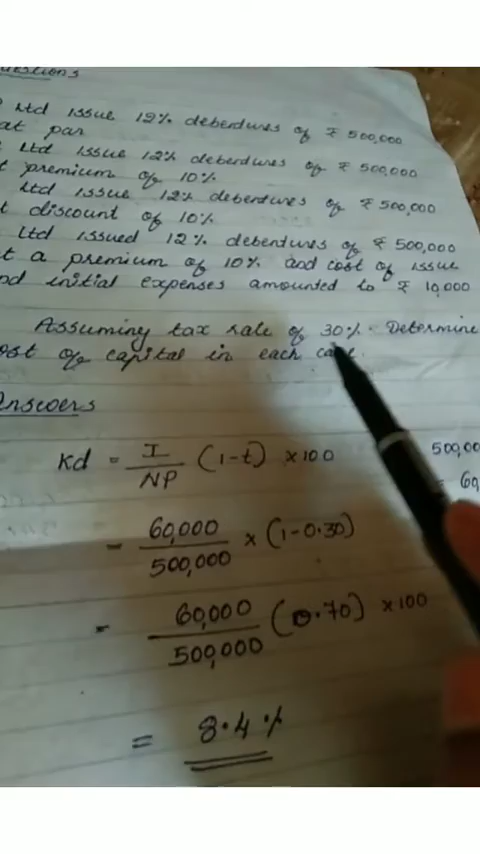 Ltd issue 12% debentures of ₹ 500,000
at par
Ltd issue 12% debentures of ₹ 500,000
premium of 10%
Ltd issue 12% debentures of ₹ 500,000
discount of 10%
Ltd issued 12% debentures of ₹ 500,000
at a premium of 10% and cost of issue
initial expenses amounted to ₹ 10,000
Assuming tax rate of 30%. Determine
of capital in each case.
Answers
Kd = I/NP (1-t) × 100
= 60,000/500,000 × (1-0.30)
= 60,000/500,000 (0.70) × 100
= 8.4%